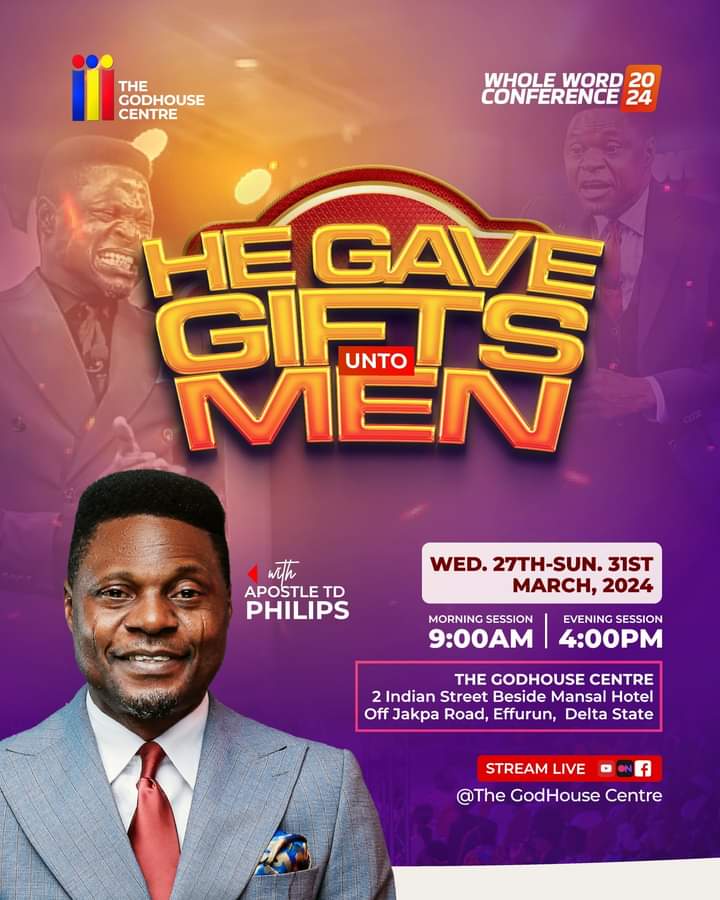 THE
GODHOUSE
CENTRE
WHOLE WORD
CONFERENCE
20
24
HE GAVE
GIFTS
UNTO
MEN
with
APOSTLE TD
PHILIPS
WED. 27TH-SUN. 31ST
MARCH, 2024
MORNING SESSION
9:00AM
EVENING SESSION
4:00PM
THE GODHOUSE CENTRE
2 Indian Street Beside Mansal Hotel
Off Jakpa Road, Effurun, Delta State
STREAM LIVE
ON
@The GodHouse Centre